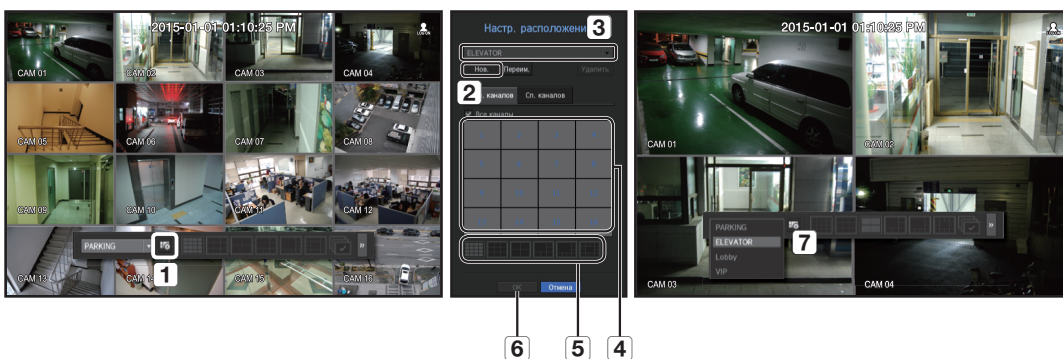 2015-01-01 01:10:25 PM
LOGON
CAM 01
CAM 02
CAM 03
CAM 04
CAM 05
CAM 06
CAM 07
CAM 08
CAM 09
CAM 10
CAM 11
CAM 12
PARKING
»
1
CAM 13
CAM 14
CAM 15
CAM 16
Настр. расположени
3
ELEVATOR
Нов.
Переим.
Удалить
2
. каналов
Сп. каналов
Все каналы
OK
Отмена
6
5
4
2015-01-01 01:10:25 PM
LOGON
CAM 01
CAM 02
PARKING
ELEVATOR
Lobby
VIP
»
7
CAM 03
CAM 04